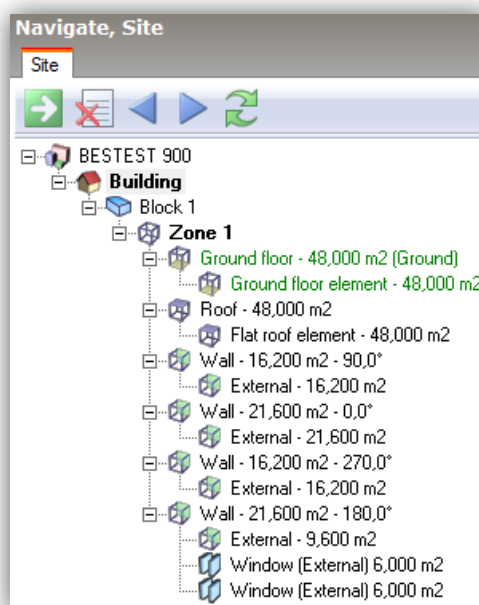 Navigate, Site
Site
BESTEST 900
Building
Block 1
Zone 1
Ground floor - 48,000 m2 (Ground)
Ground floor element - 48,000 m2
Roof - 48,000 m2
Flat roof element - 48,000 m2
Wall - 16,200 m2 - 90,0°
External - 16,200 m2
Wall - 21,600 m2 - 0,0°
External - 21,600 m2
Wall - 16,200 m2 - 270,0°
External - 16,200 m2
Wall - 21,600 m2 - 180,0°
External - 9,600 m2
Window (External) 6,000 m2
Window (External) 6,000 m2